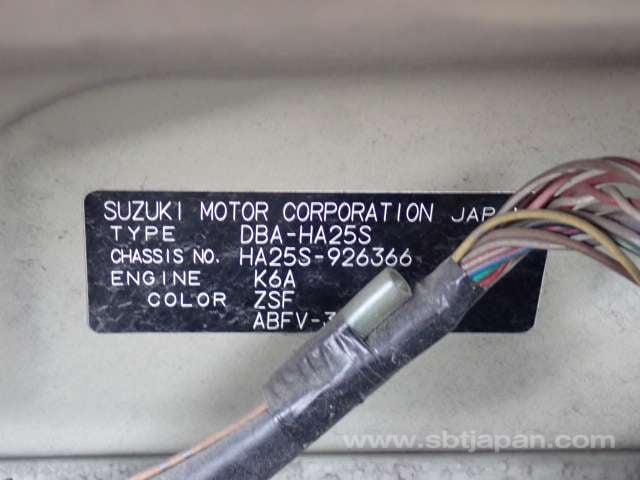 SUZUKI MOTOR CORPORATION
TYPE DBA-HA25S
CHASSIS NO. HA25S-926366
ENGINE K6A
COLOR ZSF
www.sbtjapan.com